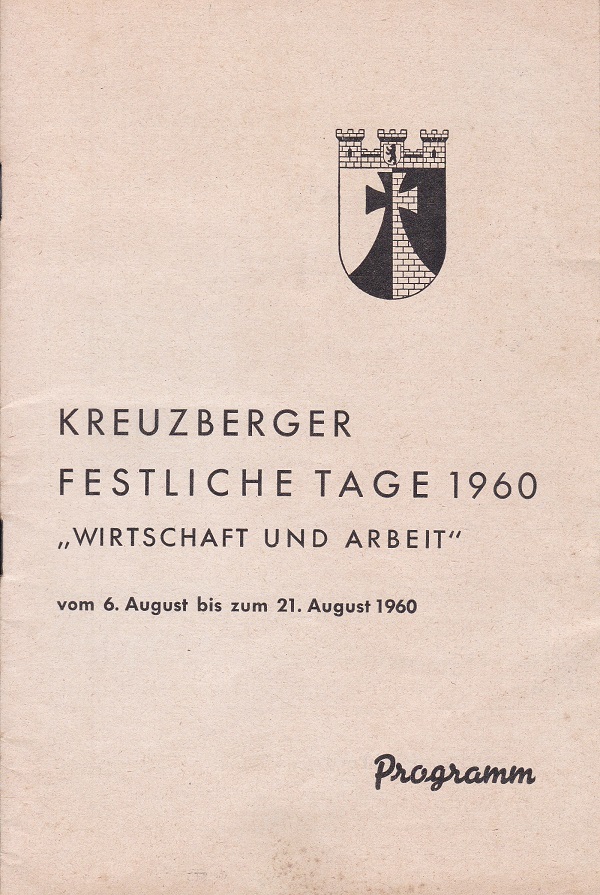 KREUZBERGER
FESTLICHE TAGE 1960
„WIRTSCHAFT UND ARBEIT“
vom 6. August bis zum 21. August 1960
Programm